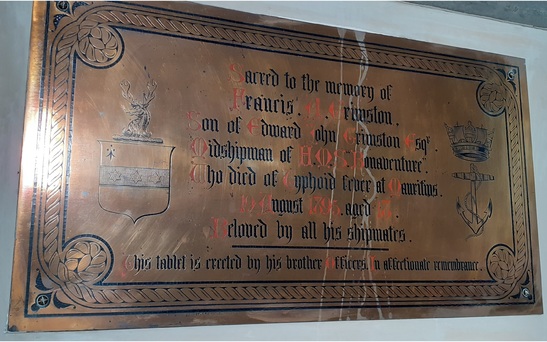 Sacred to the memory of
Francis. A. Grimston.
Son of Edward John Grimston Esqr.
Midshipman of H.M.S. Bonaventure
Who died of Typhoid fever at Mauritius.
August aged
Beloved by all his shipmates.
This tablet is erected by his brother Officers In affectionate remembrance.